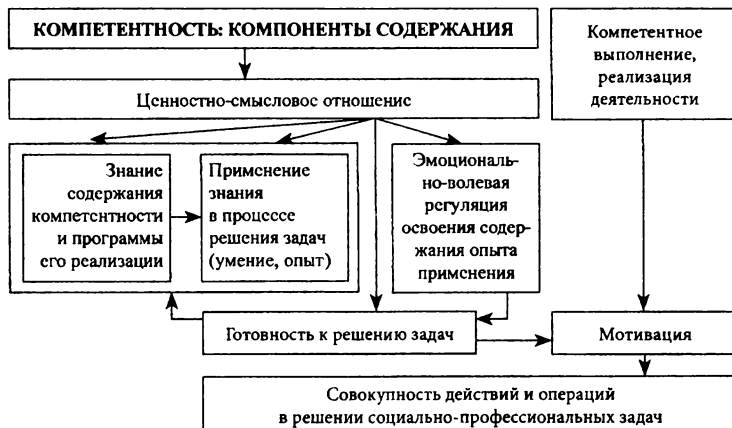 КОМПЕТЕНТНОСТЬ: КОМПОНЕНТЫ СОДЕРЖАНИЯ
Компетентное
выполнение,
реализация
деятельности
Ценностно-смысловое отношение
Знание
содержания
компетентности
и программы
его реализации
Применение
знания
в процессе
решения задач
(умение, опыт)
Эмоциональ-
но-волевая
регуляция
освоения содер-
жания опыта
применения
Готовность к решению задач
Мотивация
Совокупность действий и операций
в решении социально-профессиональных задач